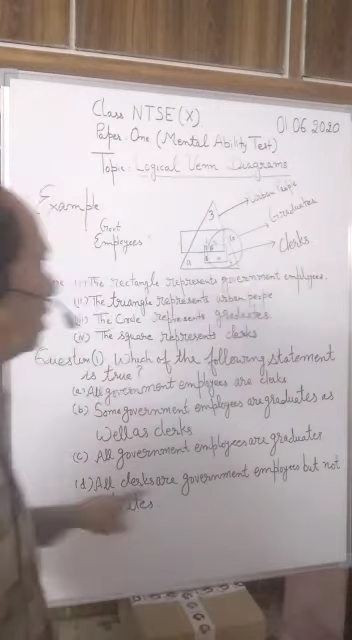 Class NTSE (X)
01 06 2020
Paper: One (Mental Ability Test)
Topic: Logical Venn Diagrams
Example
Urban People
3
Graduates
Govt
Employees
Clerks
(i) The rectangle represents government employees.
(ii) The triangle represents urban people
The Circle represents graduates
(iv) The square represents clerks
Question (1) Which of the following statement
is true?
(a) All government employees are clerks
(b) Some government employees are graduates as
well as clerks
(c) All government employees are graduates
(d) All clerks are government employees but not